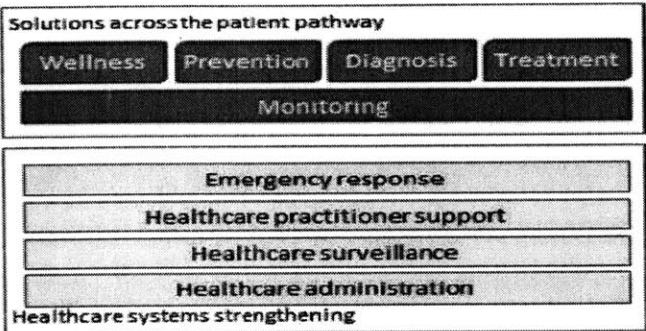 Solutions across the patient pathway
Wellness Prevention Diagnosis Treatment
Monitoring
Emergency response
Healthcare practitioner support
Healthcare surveillance
Healthcare administration
Healthcare systems strengthening